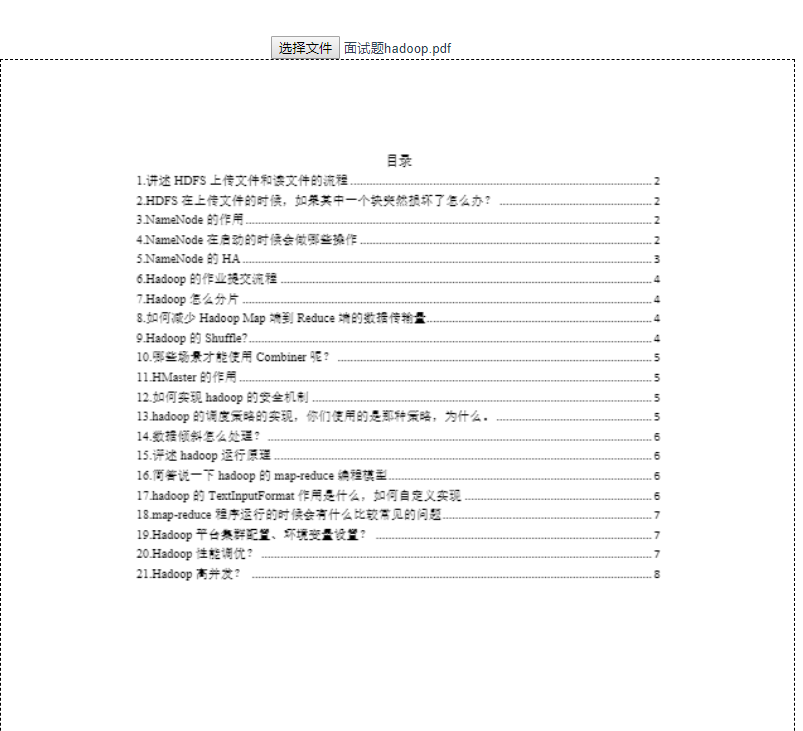 选择文件 面试题hadoop.pdf
目录
1.讲述 HDFS 上传文件和读文件的流程 2
2.HDFS 在上传文件的时候，如果其中一个块突然损坏了怎么办？ 2
3.NameNode 的作用 2
4.NameNode 在启动的时候会做哪些操作 2
5.NameNode 的 HA 3
6.Hadoop 的作业提交流程 4
7.Hadoop 怎么分片 4
8.如何减少 Hadoop Map 端到 Reduce 端的数据传输量 4
9.Hadoop 的 Shuffle? 4
10.哪些场景才能使用 Combiner 呢？ 5
11.HMaster 的作用 5
12.如何实现 hadoop 的安全机制 5
13.hadoop 的调度策略的实现，你们使用的是那种策略，为什么。 5
14.数据倾斜怎么处理？ 6
15.评述 hadoop 运行原理 6
16.简答说一下 hadoop 的 map-reduce 编程模型 6
17.hadoop 的 TextInputFormat 作用是什么，如何自定义实现 6
18.map-reduce 程序运行的时候会有什么比较常见的问题 7
19.Hadoop 平台集群配置、环境变量设置？ 7
20.Hadoop 性能调优？ 7
21.Hadoop 高并发？ 8